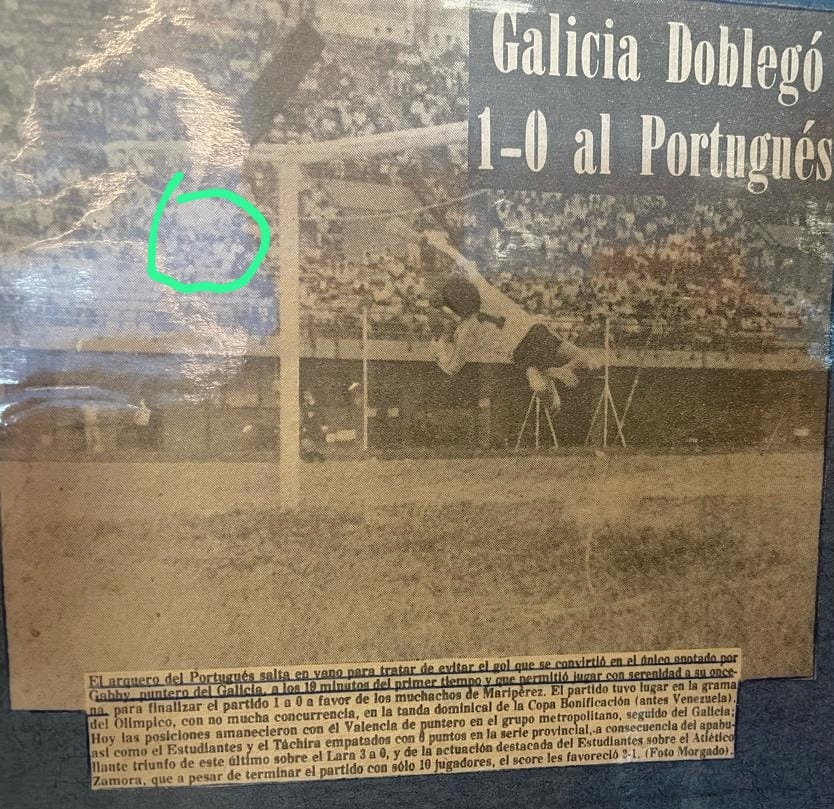 Galicia Doblegó
1-0 al Portugués
El arquero del Portugués salta en vano para tratar de evitar el gol que se convirtió en el único anotado por
Gabby, puntero del Galicia, a los 19 minutos del primer tiempo y que permitió jugar con serenidad a su once-
na, para finalizar el partido 1 a 0 a favor de los muchachos de Maripérez. El partido tuvo lugar en la grama
del Olímpico, con no mucha concurrencia, en la tanda dominical de la Copa Bonificación (antes Venezuela).
Hoy las posiciones amanecieron con el Valencia de puntero en el grupo metropolitano, seguido del Galicia;
así como el Estudiantes y el Táchira empatados con 6 puntos en la serie provincial, a consecuencia del apabu-
llante triunfo de este último sobre el Lara 3 a 0, y de la actuación destacada del Estudiantes sobre el Atlético
Zamora, que a pesar de terminar el partido con sólo 10 jugadores, el score les favoreció 2-1. (Foto Morgado).